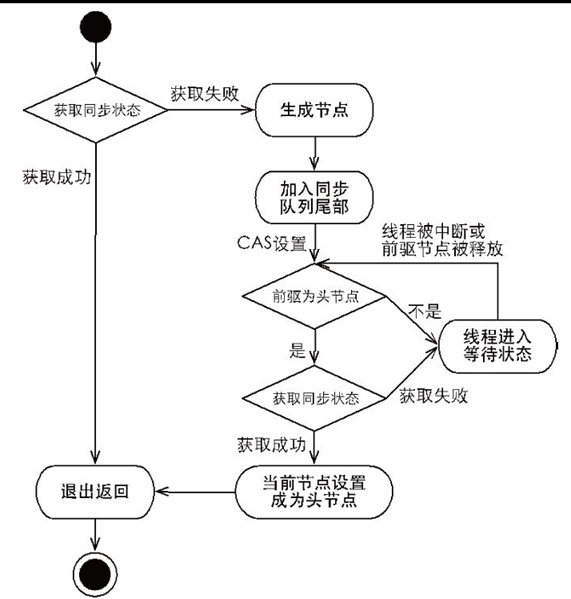 获取同步状态
获取失败
生成节点
获取成功
加入同步
队列尾部
CAS设置
线程被中断或
前驱节点被释放
前驱为头节点
不是
线程进入
等待状态
是
获取同步状态
获取失败
获取成功
退出返回
当前节点设置
成为头节点